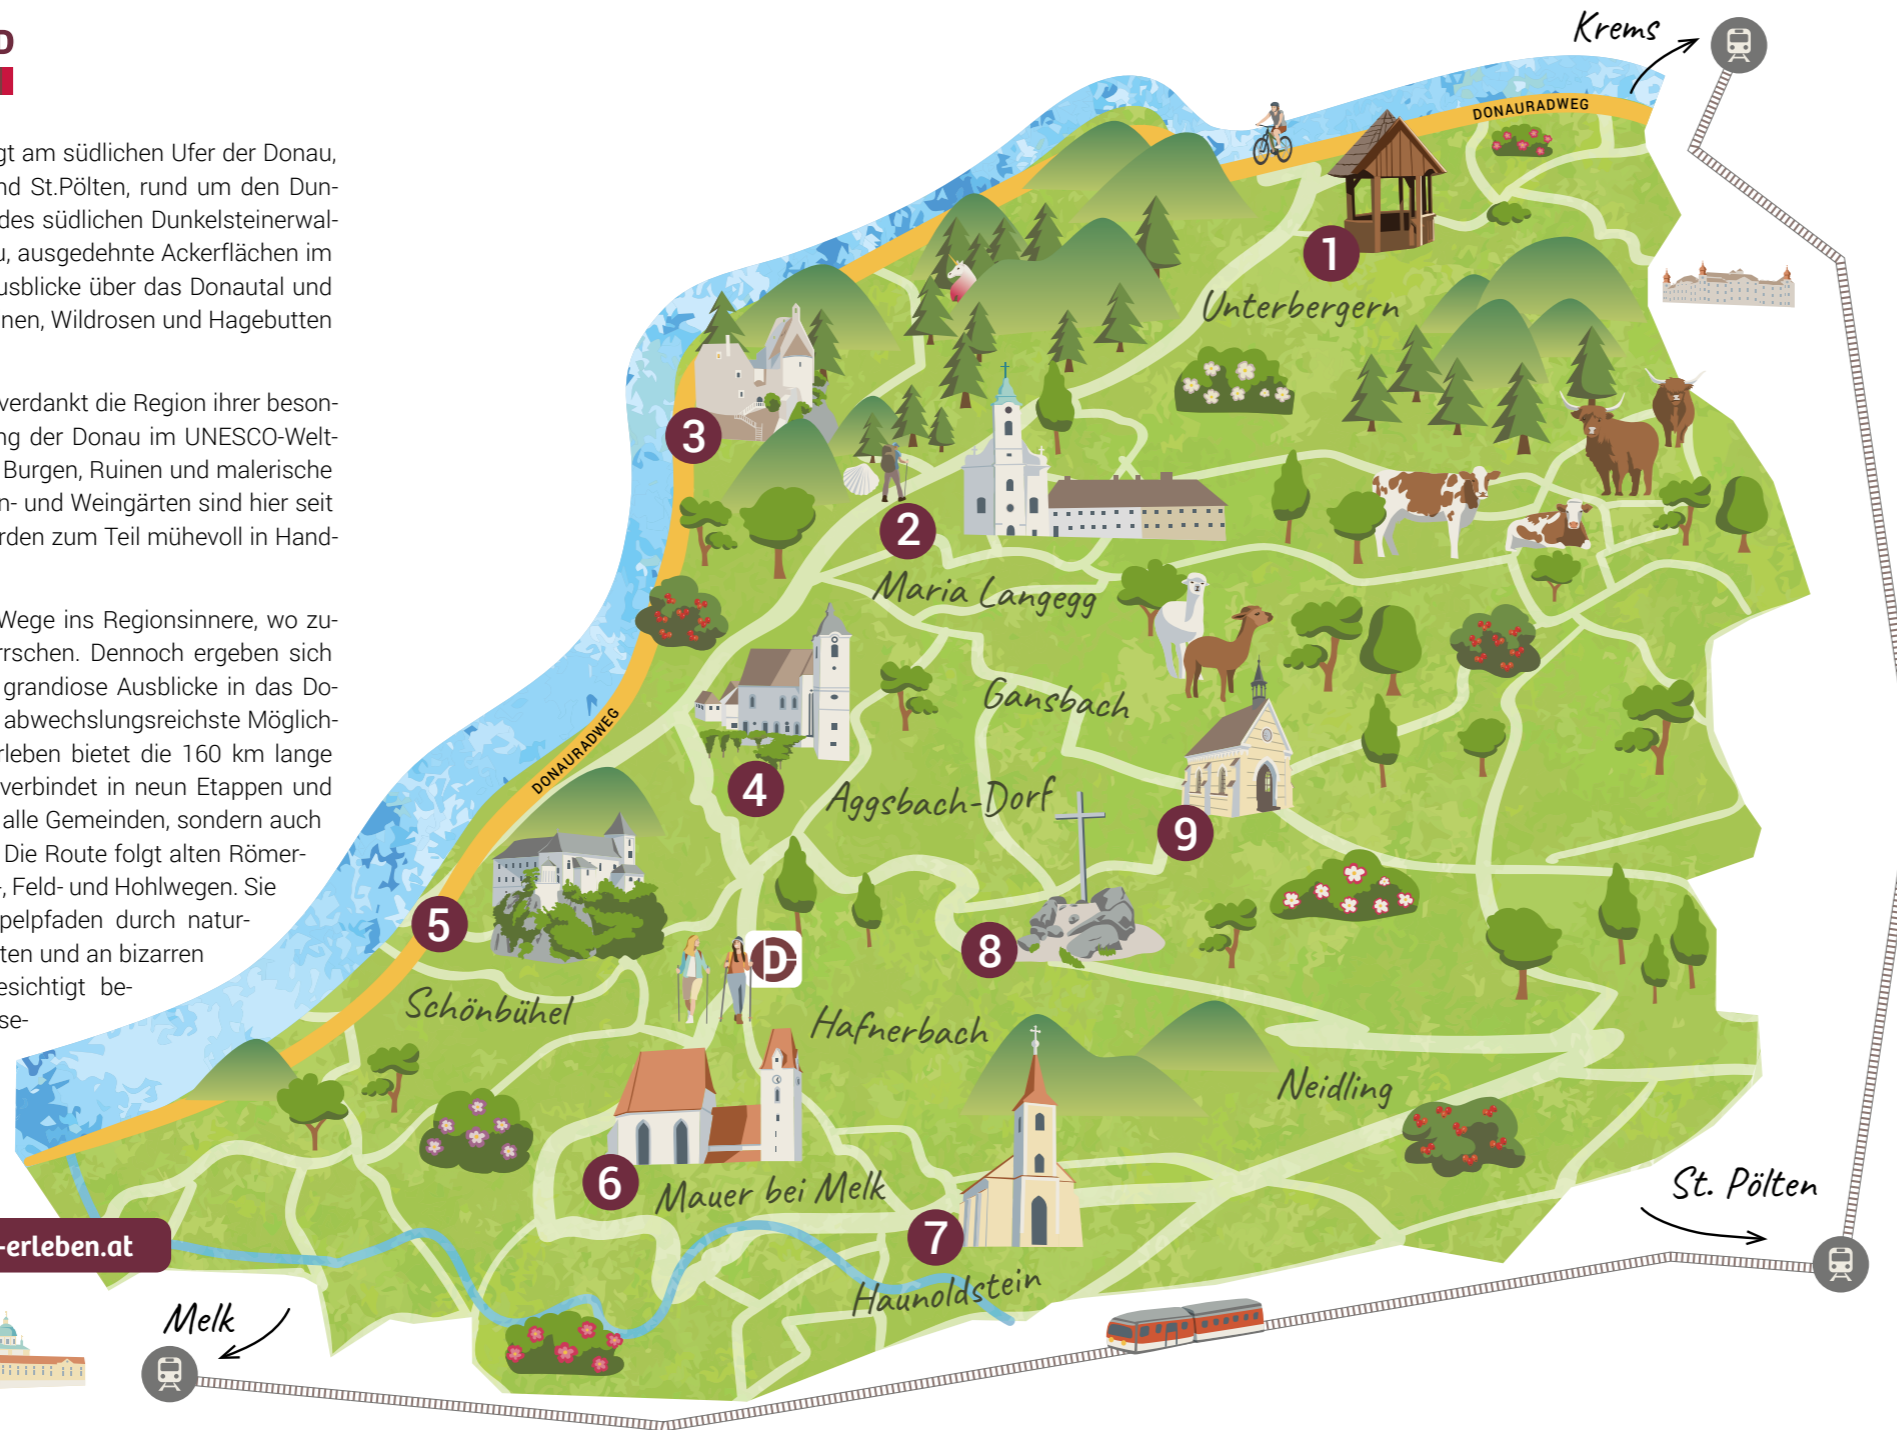 D
gt am südlichen Ufer der Donau,
nd St.Pölten, rund um den Dun-
des südlichen Dunkelsteinerwal-
u, ausgedehnte Ackerflächen im
usblicke über das Donautal und
nen, Wildrosen und Hagebutten
verdankt die Region ihrer beson-
ng der Donau im UNESCO-Welt-
Burgen, Ruinen und malerische
n- und Weingärten sind hier seit
rden zum Teil mühevoll in Hand-
Wege ins Regionsinnere, wo zu-
rrschen. Dennoch ergeben sich
grandiose Ausblicke in das Do-
abwechslungsreichste Möglich-
rleben bietet die 160 km lange
verbindet in neun Etappen und
alle Gemeinden, sondern auch
Die Route folgt alten Römer-
-, Feld- und Hohlwegen. Sie
pelpfaden durch natur-
ten und an bizarren
esichtigt be-
se-
-erleben.at
Krems
DONAURADWEG
1
Unterbergern
3
2
Maria Langegg
Gansbach
DONAURADWEG
4
Aggsbach-Dorf
9
5
8
D
Schönbühel
Hafnerbach
Neidling
6
Mauer bei Melk
St. Pölten
7
Haunoldstein
Melk